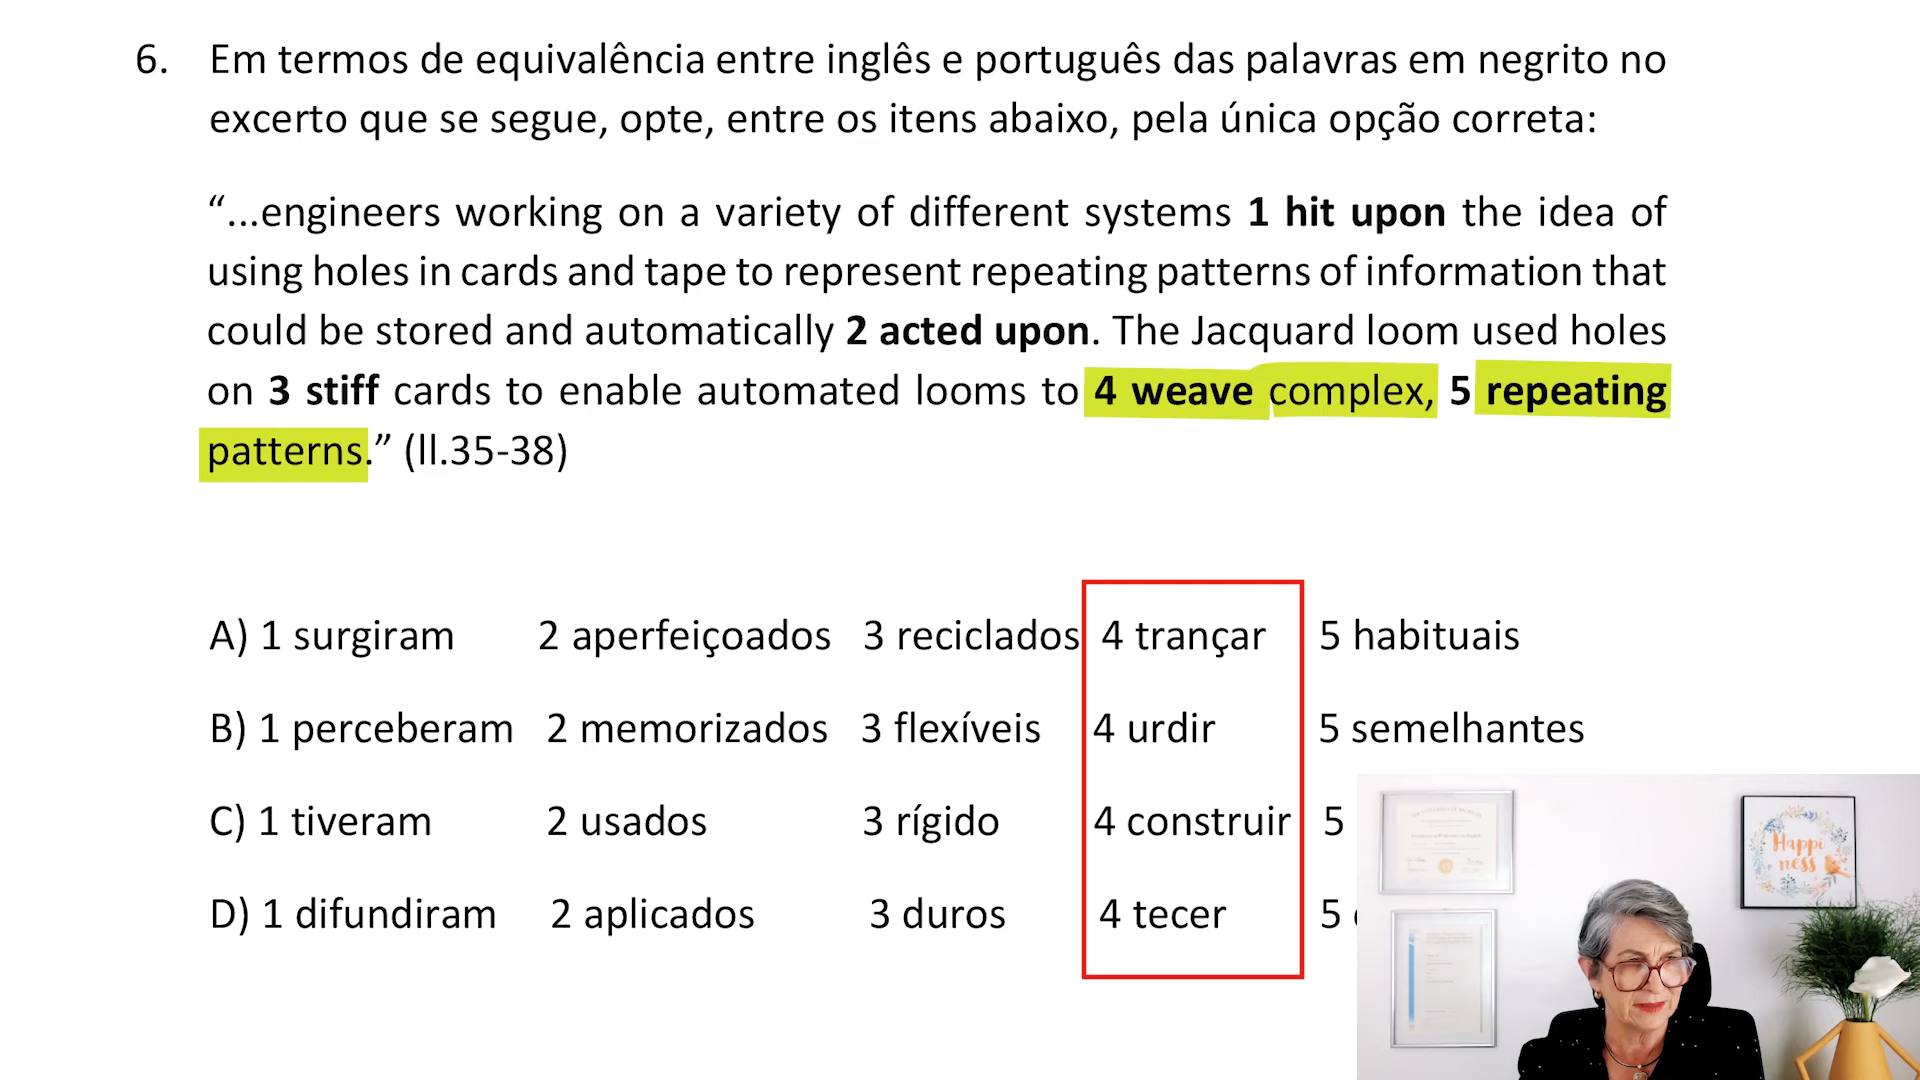 6. Em termos de equivalência entre inglês e português das palavras em negrito no
excerto que se segue, opte, entre os itens abaixo, pela única opção correta:
“...engineers working on a variety of different systems 1 hit upon the idea of
using holes in cards and tape to represent repeating patterns of information that
could be stored and automatically 2 acted upon. The Jacquard loom used holes
on 3 stiff cards to enable automated looms to 4 weave complex, 5 repeating
patterns.” (ll.35-38)
A) 1 surgiram 2 aperfeiçoados 3 reciclados 4 trançar 5 habituais
B) 1 perceberam 2 memorizados 3 flexíveis 4 urdir 5 semelhantes
C) 1 tiveram 2 usados 3 rígido 4 construir 5
D) 1 difundiram 2 aplicados 3 duros 4 tecer 5
Happi
ness